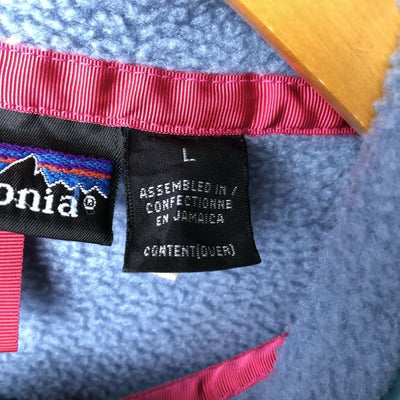 onia®
L
ASSEMBLED IN/
CONFECTIONNE
EN JAMAICA
CONTENT(OVER)